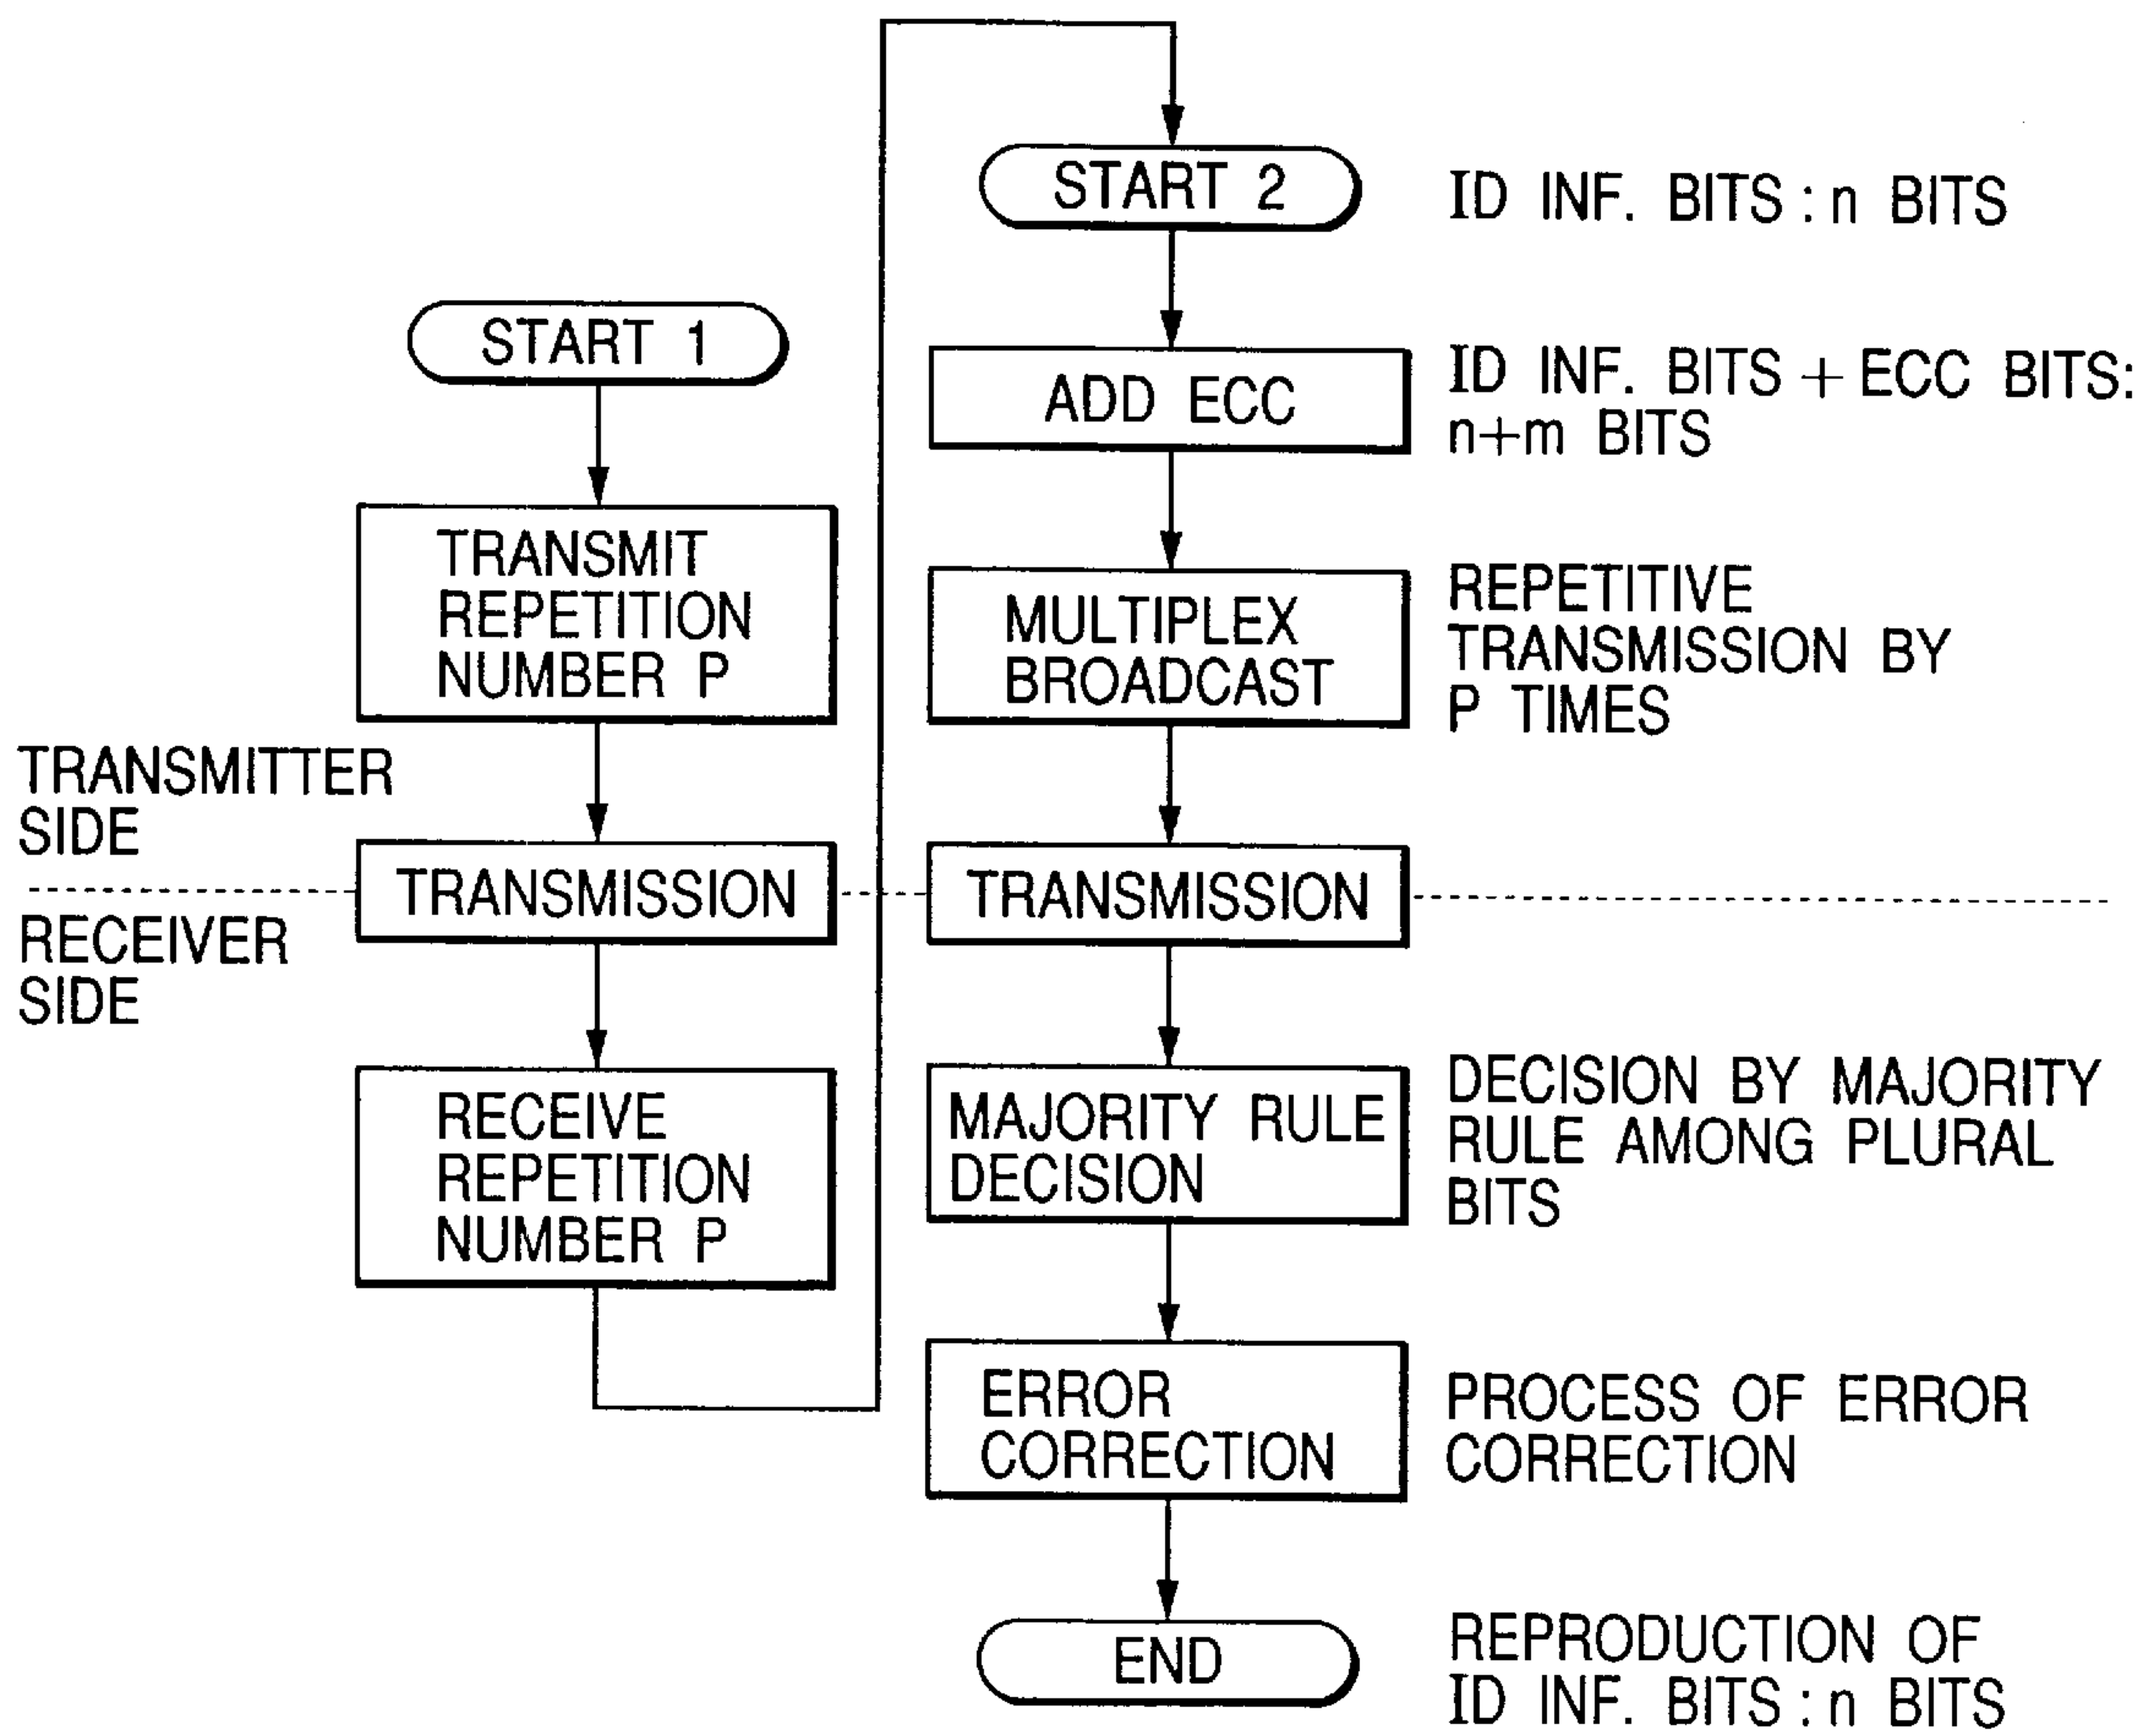 START 1
TRANSMIT
REPETITION
NUMBER P
TRANSMITTER
SIDE
TRANSMISSION
RECEIVER
SIDE
RECEIVE
REPETITION
NUMBER P
START 2
ID INF. BITS : n BITS
ADD ECC
ID INF. BITS + ECC BITS:
n+m BITS
MULTIPLEX
BROADCAST
REPETITIVE
TRANSMISSION BY
P TIMES
TRANSMISSION
MAJORITY RULE
DECISION
DECISION BY MAJORITY
RULE AMONG PLURAL
BITS
ERROR
CORRECTION
PROCESS OF ERROR
CORRECTION
END
REPRODUCTION OF
ID INF. BITS : n BITS